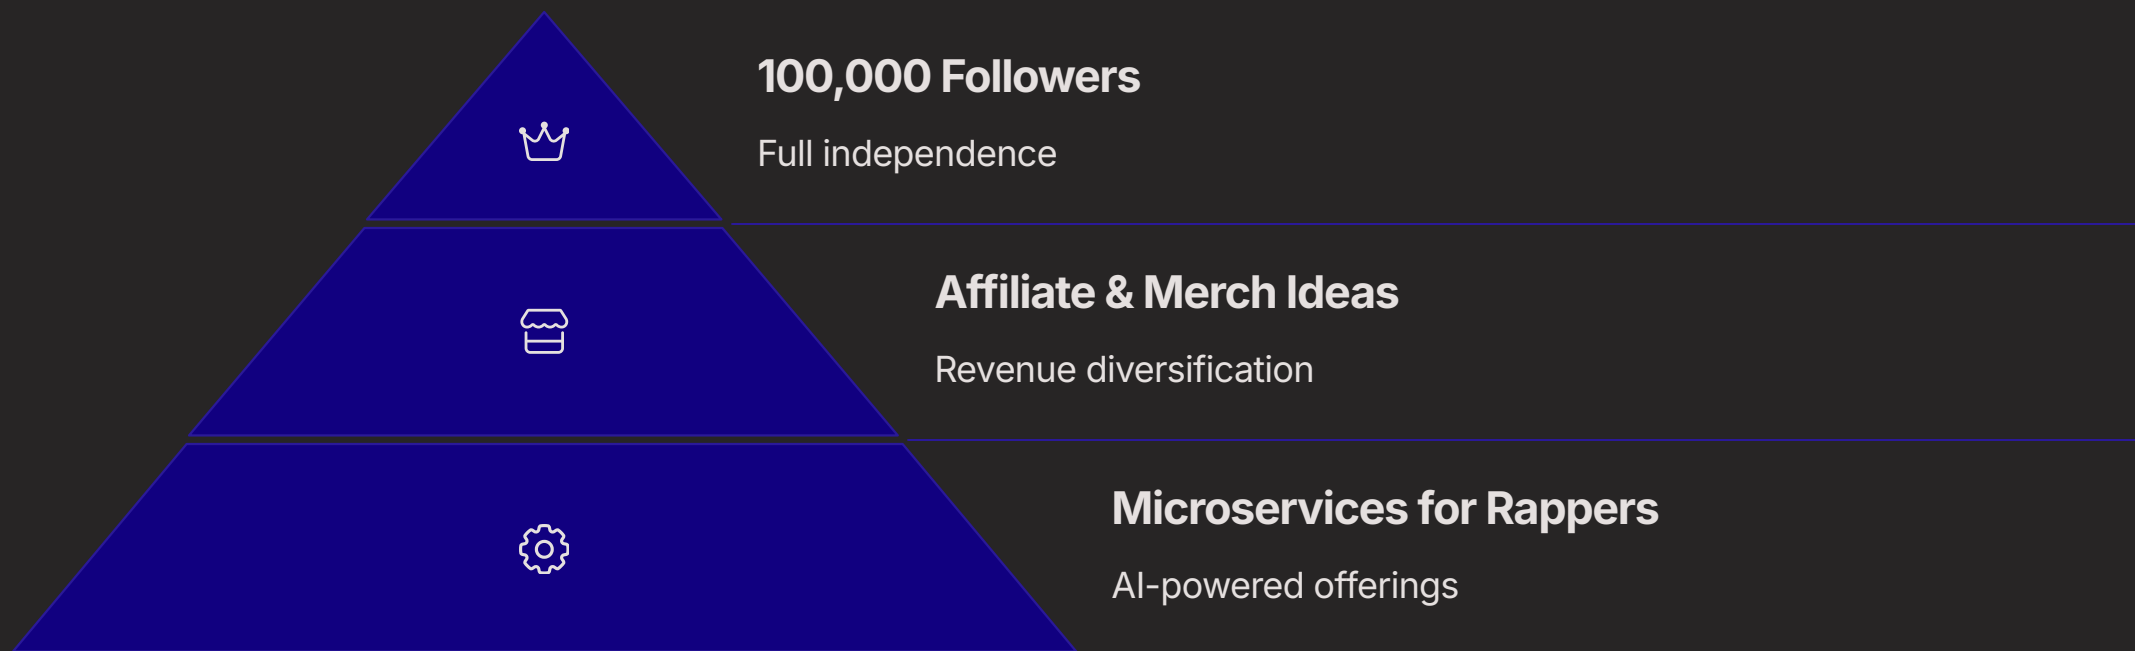 100,000 Followers
Full independence
Affiliate & Merch Ideas
Revenue diversification
Microservices for Rappers
AI-powered offerings